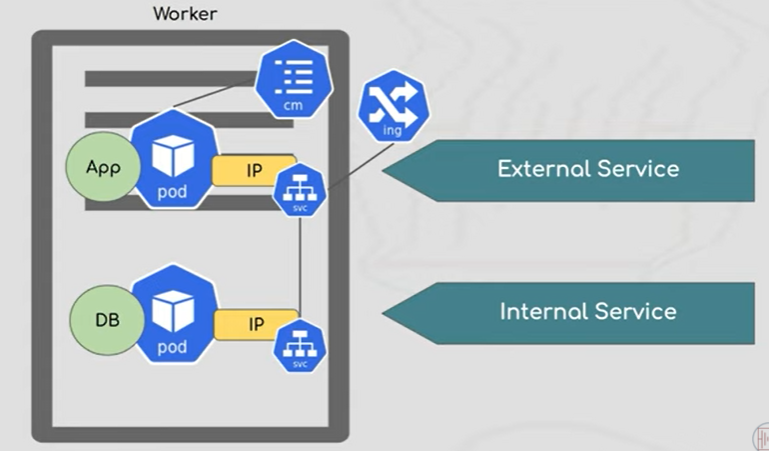 Worker
cm
ing
App
pod
IP
svc
External Service
DB
pod
IP
svc
Internal Service